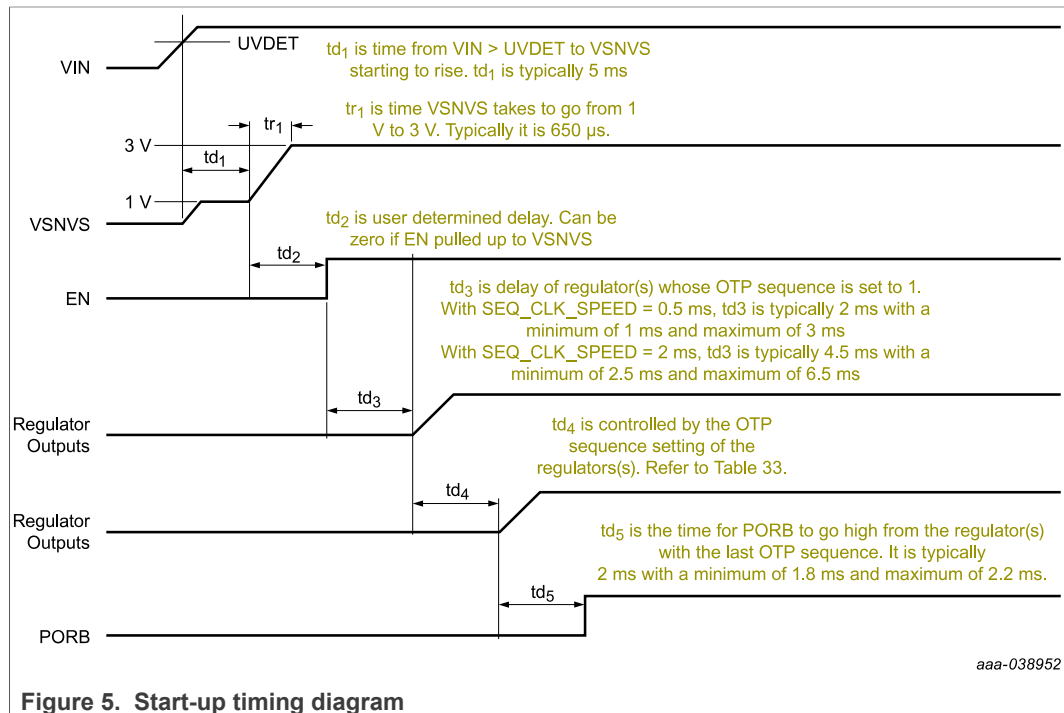 UVDET
VIN
td1 is time from VIN > UVDET to VSNVS
starting to rise. td1 is typically 5 ms
tr1 is time VSNVS takes to go from 1
V to 3 V. Typically it is 650 µs.
tr1
3 V
td1
1 V
VSNVS
td2 is user determined delay. Can be
zero if EN pulled up to VSNVS
td2
EN
td3 is delay of regulator(s) whose OTP sequence is set to 1.
With SEQ_CLK_SPEED = 0.5 ms, td3 is typically 2 ms with a
minimum of 1 ms and maximum of 3 ms
With SEQ_CLK_SPEED = 2 ms, td3 is typically 4.5 ms with a
minimum of 2.5 ms and maximum of 6.5 ms
td3
Regulator
Outputs
td4 is controlled by the OTP
sequence setting of the
regulators(s). Refer to Table 33.
td4
Regulator
Outputs
td5 is the time for PORB to go high from the regulator(s)
with the last OTP sequence. It is typically
2 ms with a minimum of 1.8 ms and maximum of 2.2 ms.
td5
PORB
aaa-038952
Figure 5. Start-up timing diagram